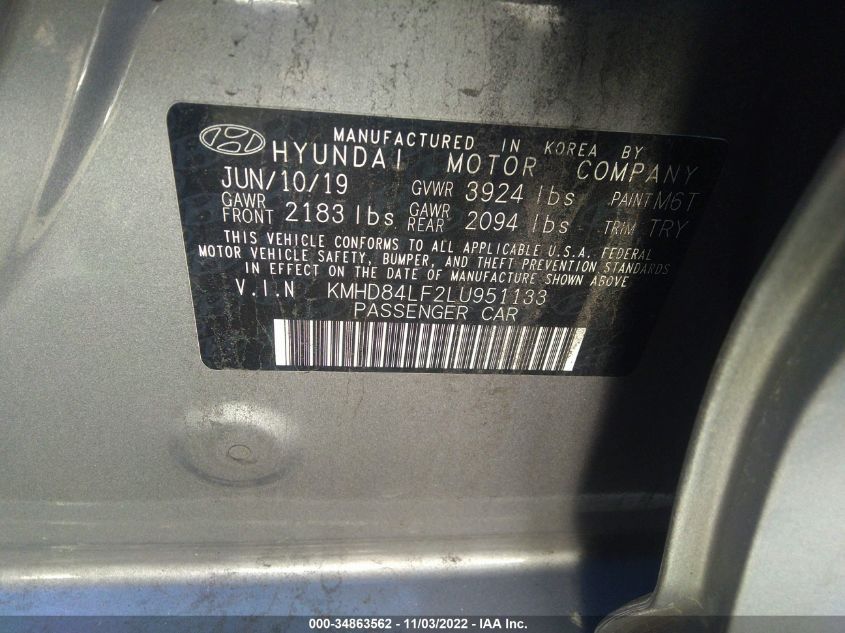 MANUFACTURED IN KOREA BY
HYUNDAI MOTOR COMPANY
JUN/10/19 GVWR 3924 lbs PAINT M6T
GAWR FRONT 2183 lbs GAWR REAR 2094 lbs TRIM TRY
THIS VEHICLE CONFORMS TO ALL APPLICABLE U.S.A. FEDERAL
MOTOR VEHICLE SAFETY, BUMPER, AND THEFT PREVENTION STANDARDS
IN EFFECT ON THE DATE OF MANUFACTURE SHOWN ABOVE
V.I.N KMHD84LF2LU951133
PASSENGER CAR
000-34863562 - 11/03/2022 - © IAA Inc.